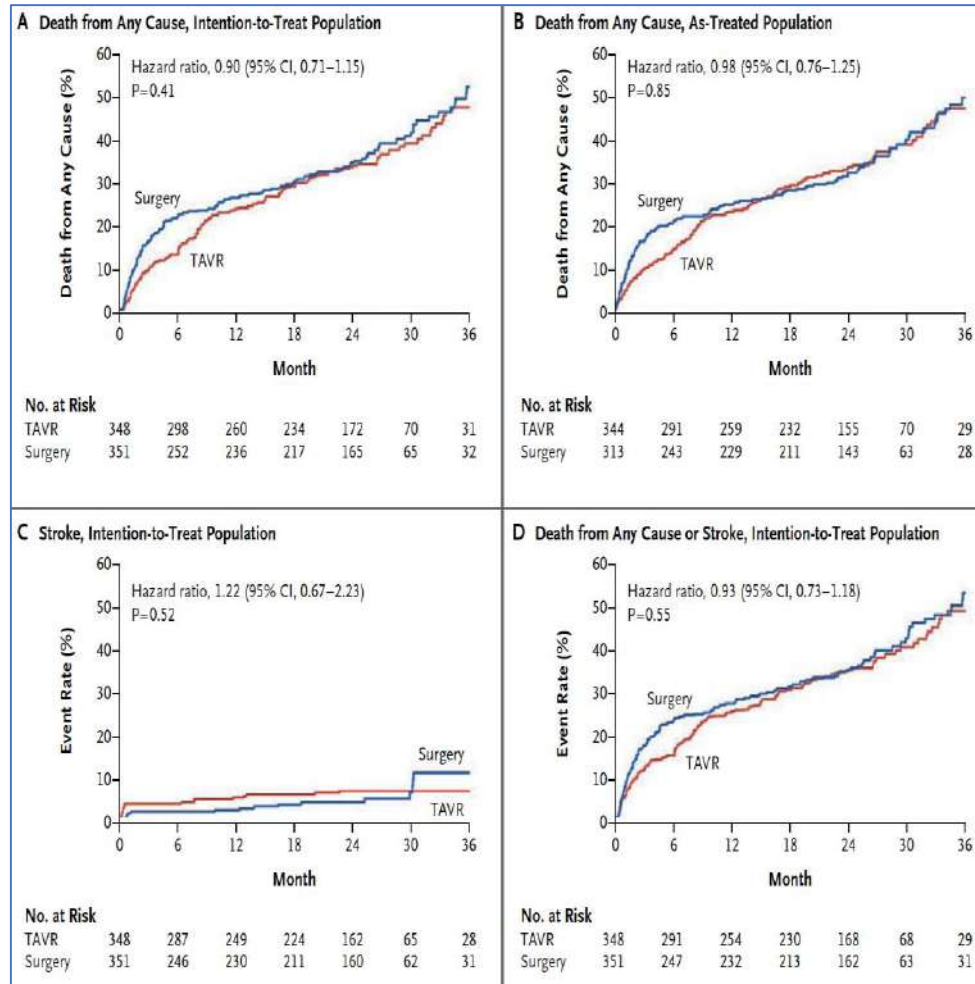 A Death from Any Cause, Intention-to-Treat Population
60
50
40
30
20
10
0
Death from Any Cause (%)
Hazard ratio, 0.90 (95% CI, 0.71–1.15)
P=0.41
Surgery
TAVR
0 6 12 18 24 30 36
Month
No. at Risk
TAVR 348 298 260 234 172 70 31
Surgery 351 252 236 217 165 65 32
B Death from Any Cause, As-Treated Population
60
50
40
30
20
10
0
Death from Any Cause (%)
Hazard ratio, 0.98 (95% CI, 0.76–1.25)
P=0.85
Surgery
TAVR
0 6 12 18 24 30 36
Month
No. at Risk
TAVR 344 291 259 232 155 70 29
Surgery 313 243 229 211 143 63 28
C Stroke, Intention-to-Treat Population
60
50
40
30
20
10
0
Event Rate (%)
Hazard ratio, 1.22 (95% CI, 0.67–2.23)
P=0.52
Surgery
TAVR
0 6 12 18 24 30 36
Month
No. at Risk
TAVR 348 287 249 224 162 65 28
Surgery 351 246 230 211 160 62 31
D Death from Any Cause or Stroke, Intention-to-Treat Population
60
50
40
30
20
10
0
Event Rate (%)
Hazard ratio, 0.93 (95% CI, 0.73–1.18)
P=0.55
Surgery
TAVR
0 6 12 18 24 30 36
Month
No. at Risk
TAVR 348 291 254 230 168 68 29
Surgery 351 247 232 213 162 63 31